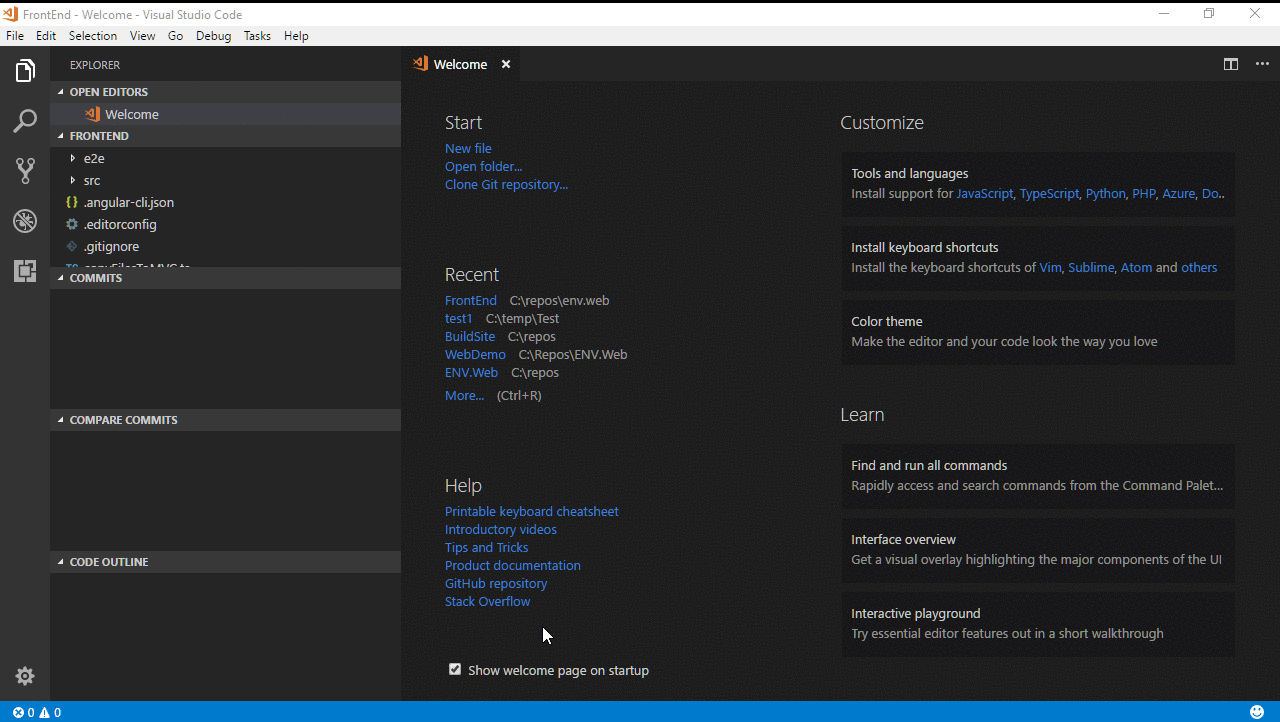 FrontEnd - Welcome - Visual Studio Code
File Edit Selection View Go Debug Tasks Help
EXPLORER
OPEN EDITORS
Welcome
FRONTEND
e2e
src
.angular-cli.json
.editorconfig
.gitignore
COMMITS
COMPARE COMMITS
CODE OUTLINE
Welcome
Start
New file
Open folder...
Clone Git repository...
Recent
FrontEnd C:\repos\env.web
test1 C:\temp\Test
BuildSite C:\repos
WebDemo C:\Repos\ENV.Web
ENV.Web C:\repos
More... (Ctrl+R)
Help
Printable keyboard cheatsheet
Introductory videos
Tips and Tricks
Product documentation
GitHub repository
Stack Overflow
Show welcome page on startup
Customize
Tools and languages
Install support for JavaScript, TypeScript, Python, PHP, Azure, Do..
Install keyboard shortcuts
Install the keyboard shortcuts of Vim, Sublime, Atom and others
Color theme
Make the editor and your code look the way you love
Learn
Find and run all commands
Rapidly access and search commands from the Command Palet...
Interface overview
Get a visual overlay highlighting the major components of the UI
Interactive playground
Try essential editor features out in a short walkthrough
0 0